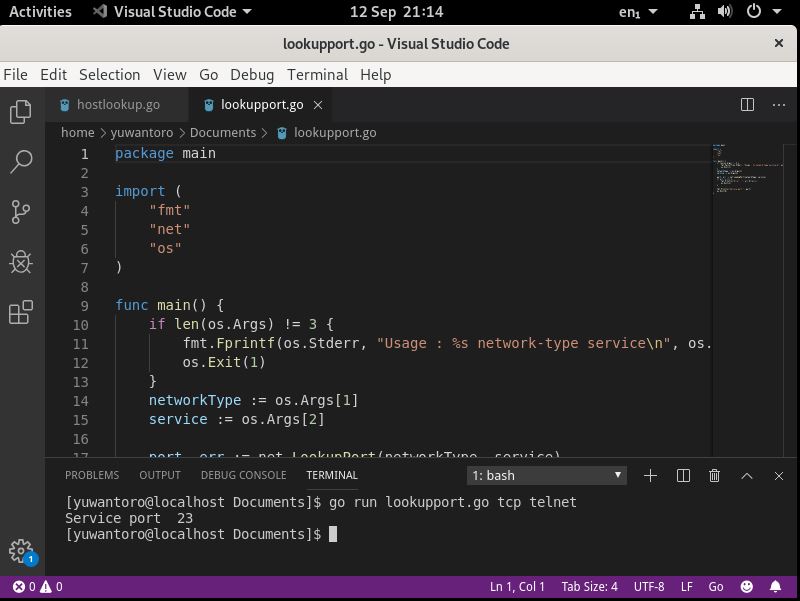 Activities Visual Studio Code 12 Sep 21:14 en₁
lookupport.go - Visual Studio Code ×
File Edit Selection View Go Debug Terminal Help
hostlookup.go lookupport.go ×
home > yuwantoro > Documents > lookupport.go
1 package main
2
3 import (
4 "fmt"
5 "net"
6 "os"
7 )
8
9 func main() {
10 if len(os.Args) != 3 {
11 fmt.Fprintf(os.Stderr, "Usage : %s network-type service\n", os.
12 os.Exit(1)
13 }
14 networkType := os.Args[1]
15 service := os.Args[2]
16
17 port, err := net.LookupPort(networkType, service)
PROBLEMS OUTPUT DEBUG CONSOLE TERMINAL 1: bash
[yuwantoro@localhost Documents]$ go run lookupport.go tcp telnet
Service port  23
[yuwantoro@localhost Documents]$
1
0 0 Ln 1, Col 1 Tab Size: 4 UTF-8 LF Go